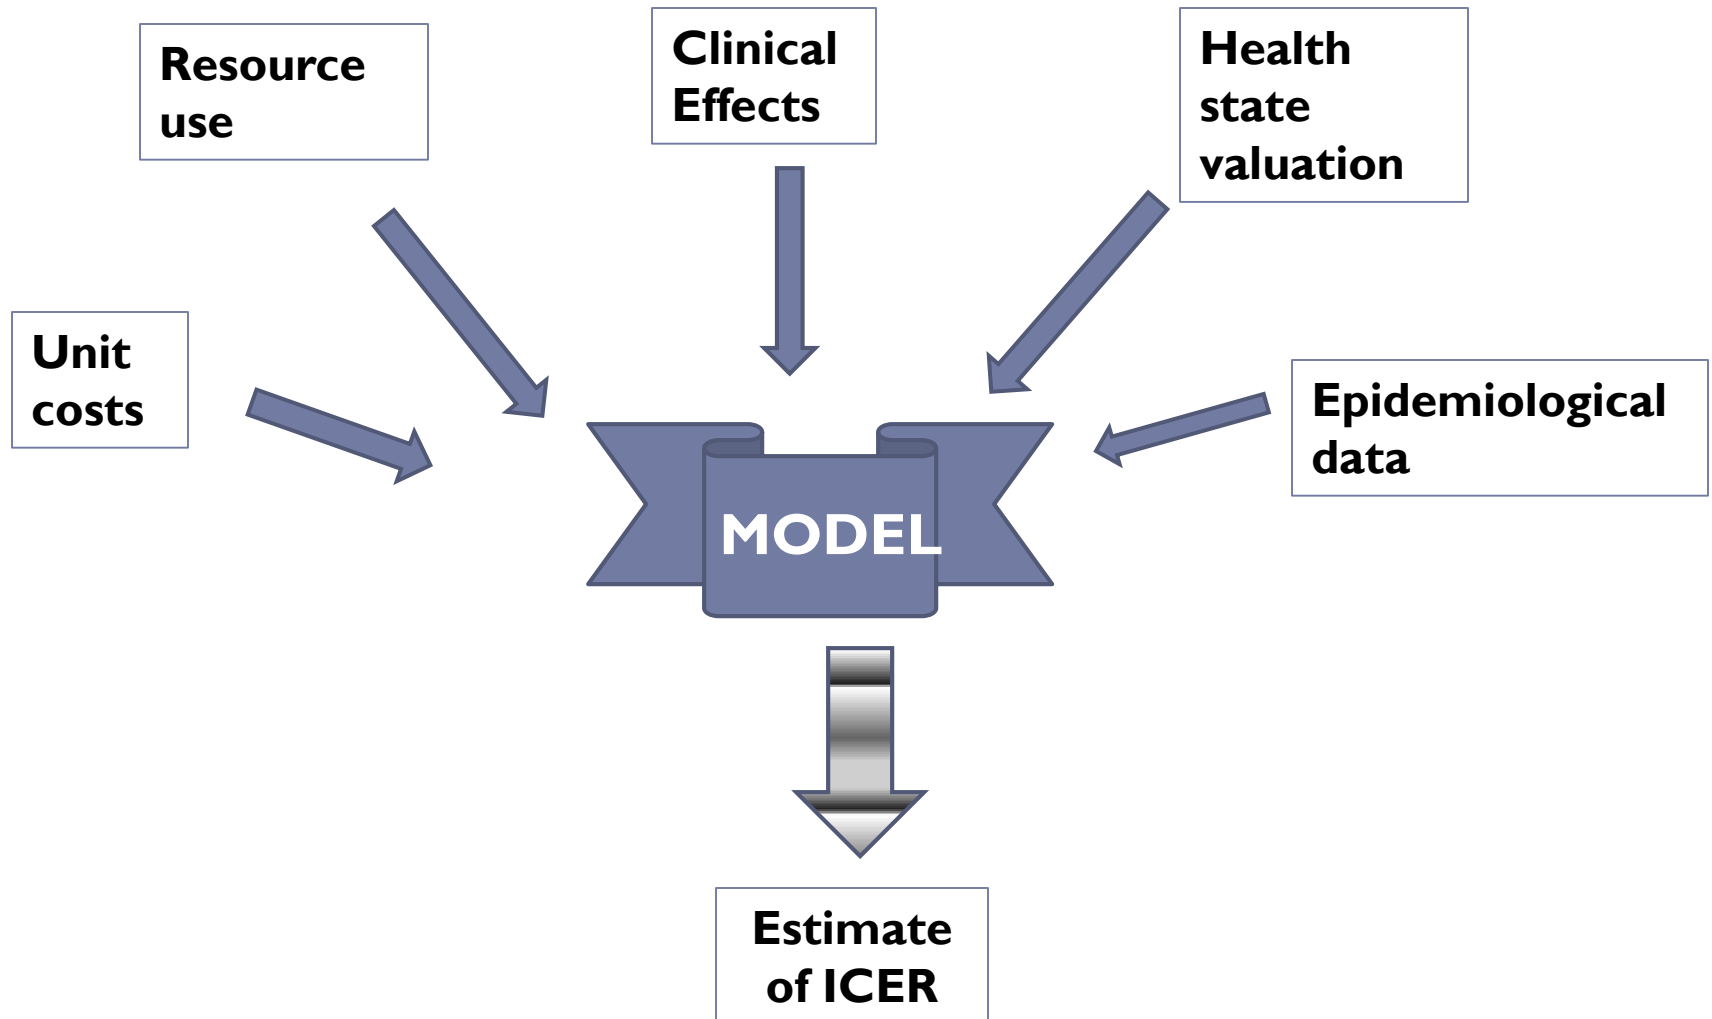 Resource
use
Clinical
Effects
Health
state
valuation
Unit
costs
Epidemiological
data
MODEL
Estimate
of ICER